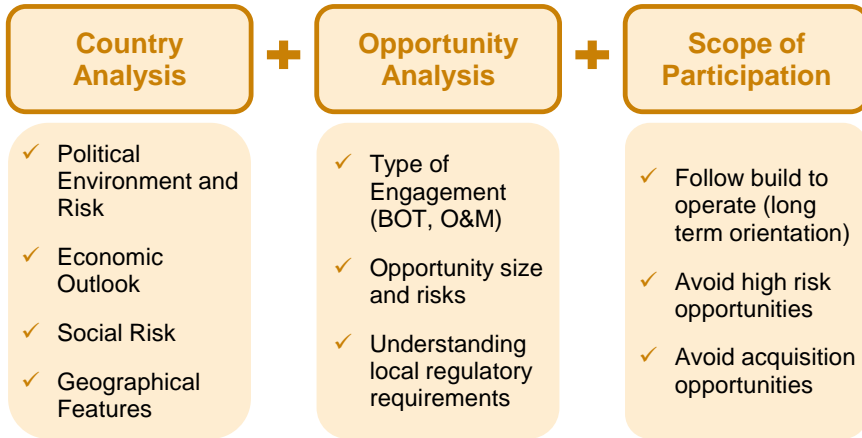 Country
Analysis
+
Opportunity
Analysis
+
Scope of
Participation
✓ Political
Environment and
Risk
✓ Economic
Outlook
✓ Social Risk
✓ Geographical
Features
✓ Type of
Engagement
(BOT, O&M)
✓ Opportunity size
and risks
✓ Understanding
local regulatory
requirements
✓ Follow build to
operate (long
term orientation)
✓ Avoid high risk
opportunities
✓ Avoid acquisition
opportunities